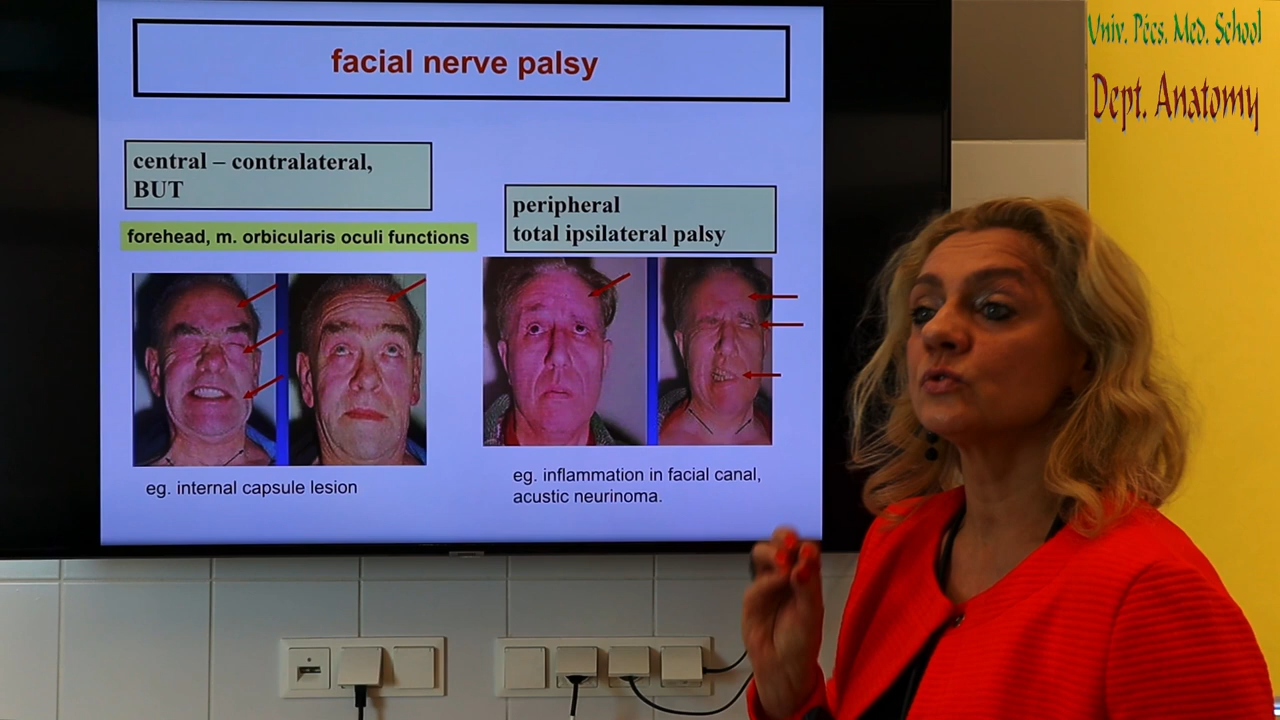 facial nerve palsy
central – contralateral,
BUT
forehead, m. orbicularis oculi functions
peripheral
total ipsilateral palsy
eg. internal capsule lesion
eg. inflammation in facial canal,
acustic neurinoma.
Univ. Pécs. Med. School
Dept. Anatomy